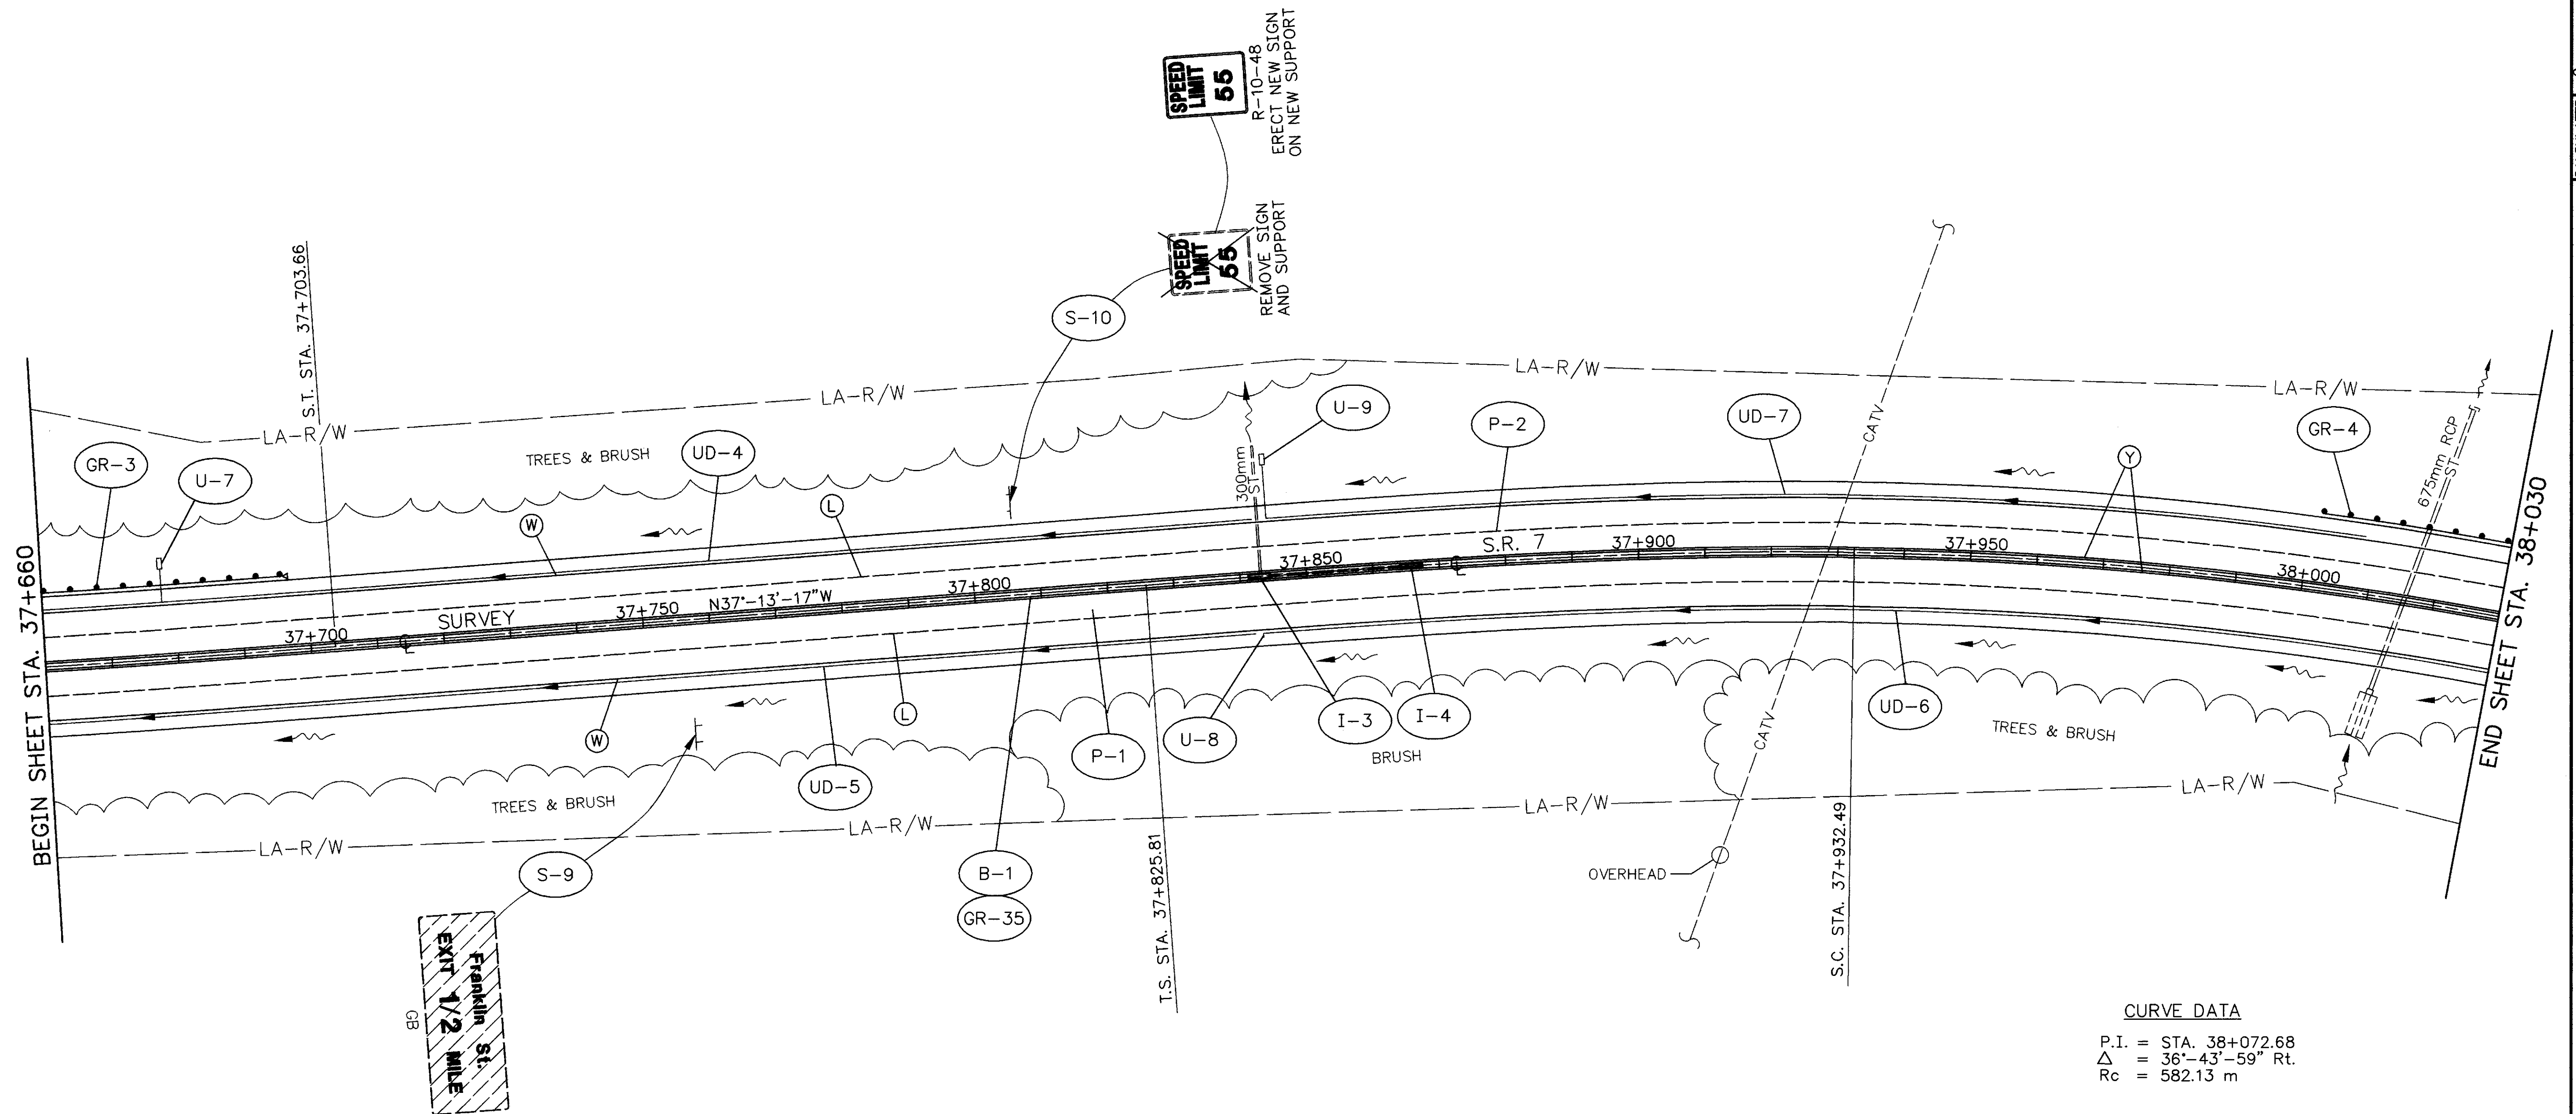 SPEED
LIMIT
55
R-10-48
ERECT NEW SIGN
ON NEW SUPPORT
SPEED
LIMIT
55
REMOVE SIGN
AND SUPPORT
S-10
S.T. STA. 37+703.66
LA-R/W
LA-R/W
LA-R/W
LA-R/W
CATV
GR-3
U-7
TREES & BRUSH
UD-4
U-9
P-2
UD-7
GR-4
Y
675mm RCP
ST
300mm
ST
W
L
BEGIN SHEET STA. 37+660
END SHEET STA. 38+030
37+700
SURVEY
37+750
N37°-13'-17"W
37+800
37+850
S.R. 7
37+900
37+950
38+000
W
L
UD-5
P-1
U-8
I-3
I-4
UD-6
BRUSH
TREES & BRUSH
TREES & BRUSH
CATV
LA-R/W
LA-R/W
LA-R/W
LA-R/W
S-9
B-1
GR-35
T.S. STA. 37+825.81
OVERHEAD
S.C. STA. 37+932.49
Franklin St.
EXIT 1/2 MILE
GB
CURVE DATA
P.I. = STA. 38+072.68
Δ = 36°-43'-59" Rt.
Rc = 582.13 m